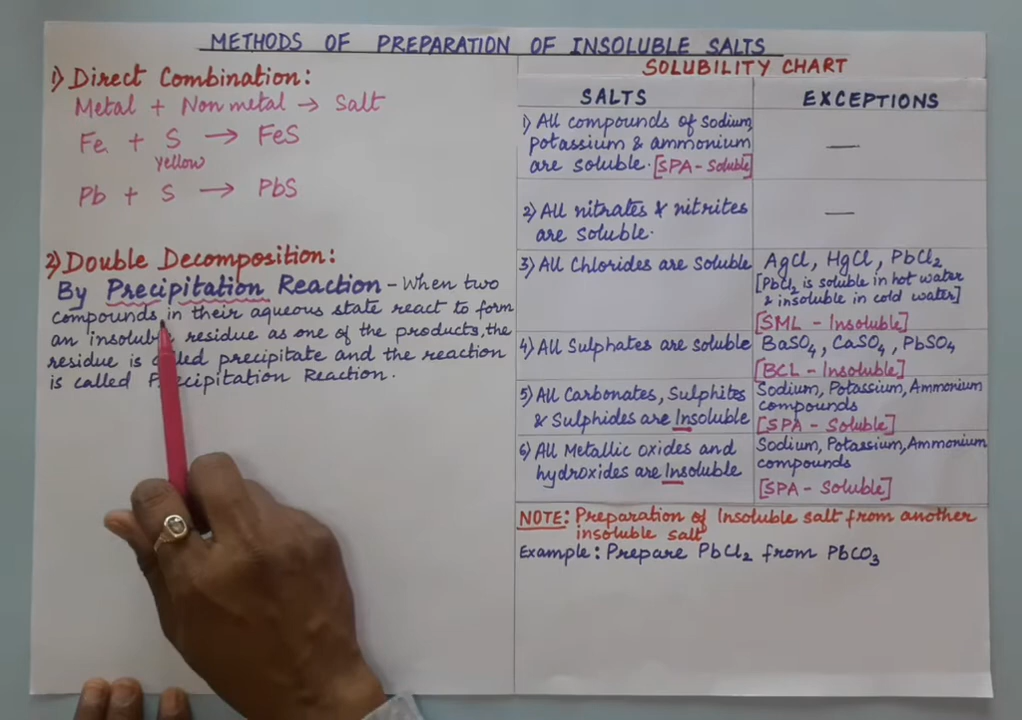 METHODS OF PREPARATION OF INSOLUBLE SALTS
1) Direct Combination:
Metal + Non metal → Salt
Fe + S → FeS
Yellow
Pb + S → PbS
2) Double Decomposition:
By Precipitation Reaction - When two
compounds in their aqueous state react to form
an insoluble residue as one of the products, the
residue is called precipitate and the reaction
is called Precipitation Reaction.
SOLUBILITY CHART
SALTS
EXCEPTIONS
1) All compounds of Sodium,
potassium & ammonium
are soluble. [SPA - Soluble]
—
2) All nitrates & nitrites
are soluble.
—
3) All Chlorides are Soluble
AgCl, HgCl, PbCl₂
[PbCl₂ is soluble in hot water
& insoluble in cold water]
[SML - Insoluble]
4) All Sulphates are Soluble
BaSO₄, CaSO₄, PbSO₄
[BCL - Insoluble]
5) All Carbonates, Sulphites
& Sulphides are Insoluble
Sodium, Potassium, Ammonium
compounds
[SPA - Soluble]
6) All Metallic oxides and
hydroxides are Insoluble
Sodium, Potassium, Ammonium
compounds
[SPA - Soluble]
NOTE: Preparation of Insoluble salt from another
insoluble salt
Example: Prepare PbCl₂ from PbCO₃